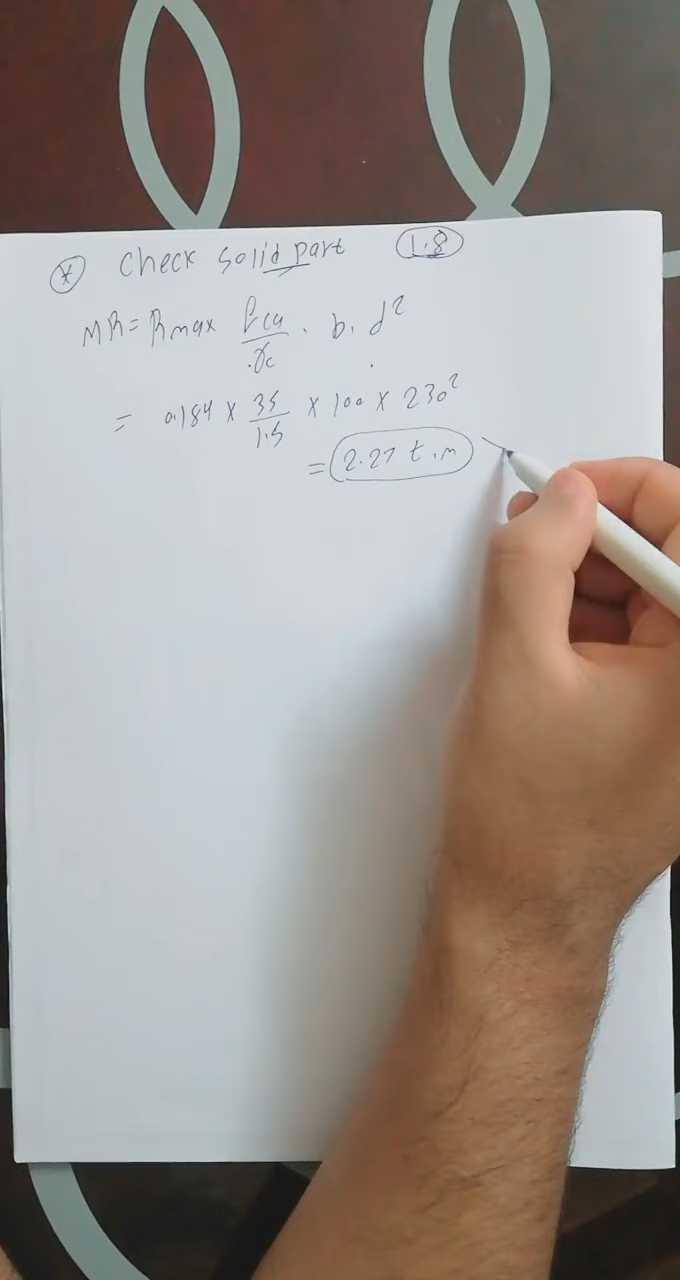 * Check solid part 1.8
MR = Rmax fcu/γc . b . d²
= 0.184 × 35/1.5 × 100 × 230²
= 2.27 t.m